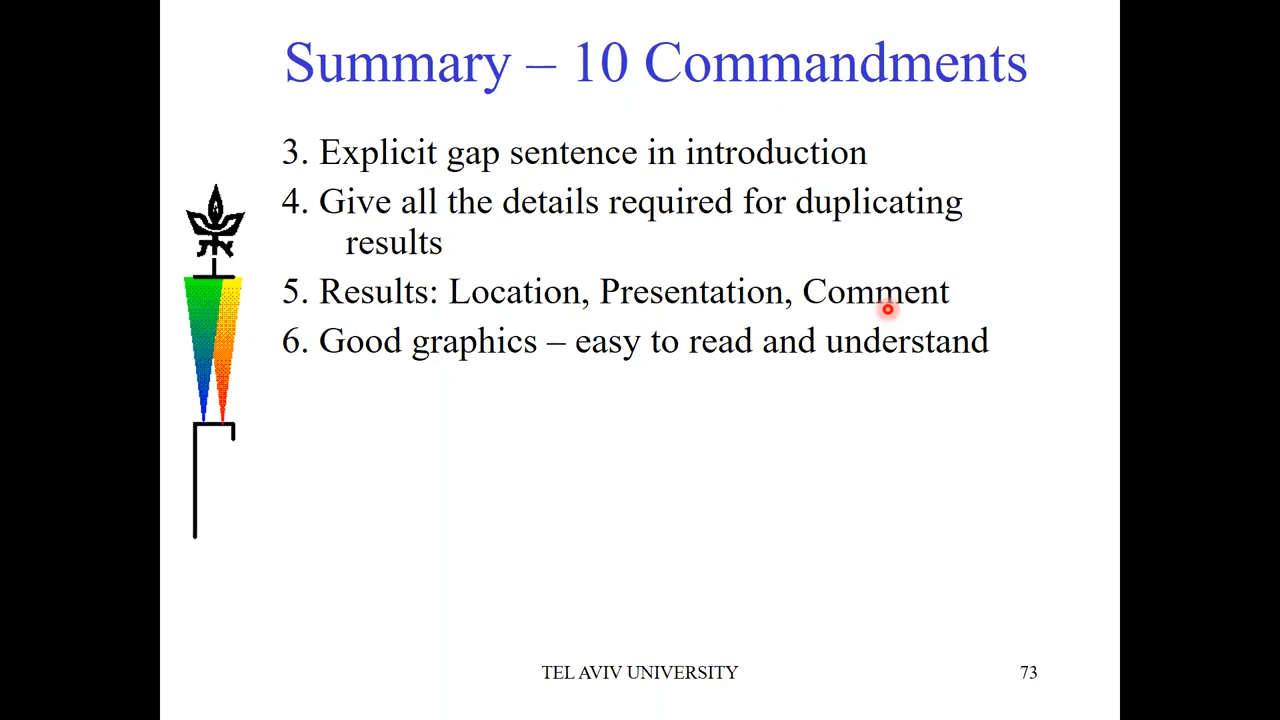 Summary – 10 Commandments
3. Explicit gap sentence in introduction
4. Give all the details required for duplicating
results
5. Results: Location, Presentation, Comment
6. Good graphics – easy to read and understand
TEL AVIV UNIVERSITY
73